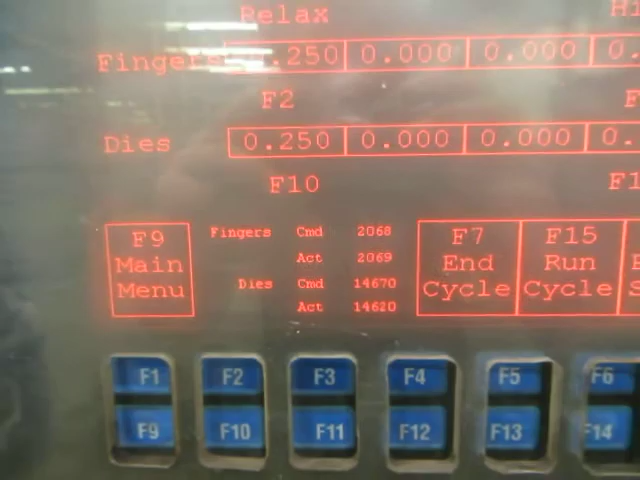 Relax
Fingers .250 0.000 0.000 0.
F2
Dies 0.250 0.000 0.000 0.
F10
F9 Main Menu
Fingers Cmd 2068
Act 2069
Dies Cmd 14670
Act 14620
F7 End Cycle
F15 Run Cycle
F1 F2 F3 F4 F5 F6
F9 F10 F11 F12 F13 F14